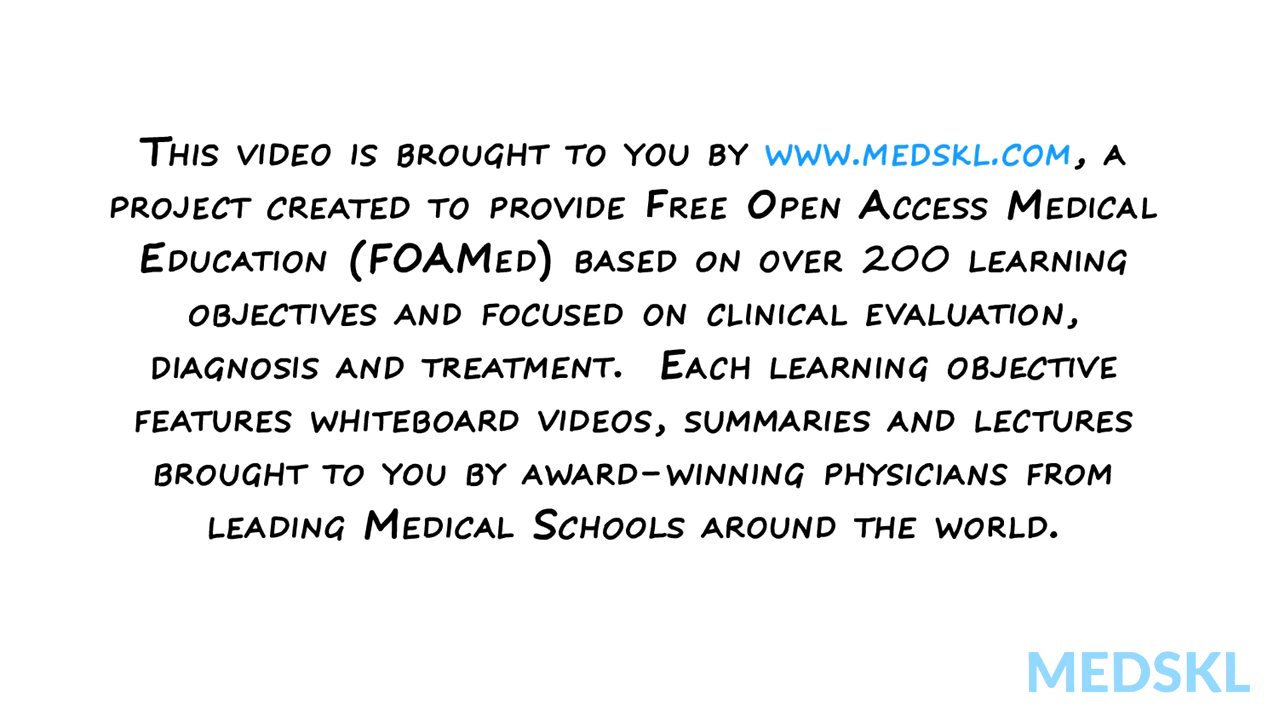 This video is brought to you by www.medskl.com, a
project created to provide Free Open Access Medical
Education (FOAMed) based on over 200 learning
objectives and focused on clinical evaluation,
diagnosis and treatment.  Each learning objective
features whiteboard videos, summaries and lectures
brought to you by award-winning physicians from
leading Medical Schools around the world.
MEDSKL